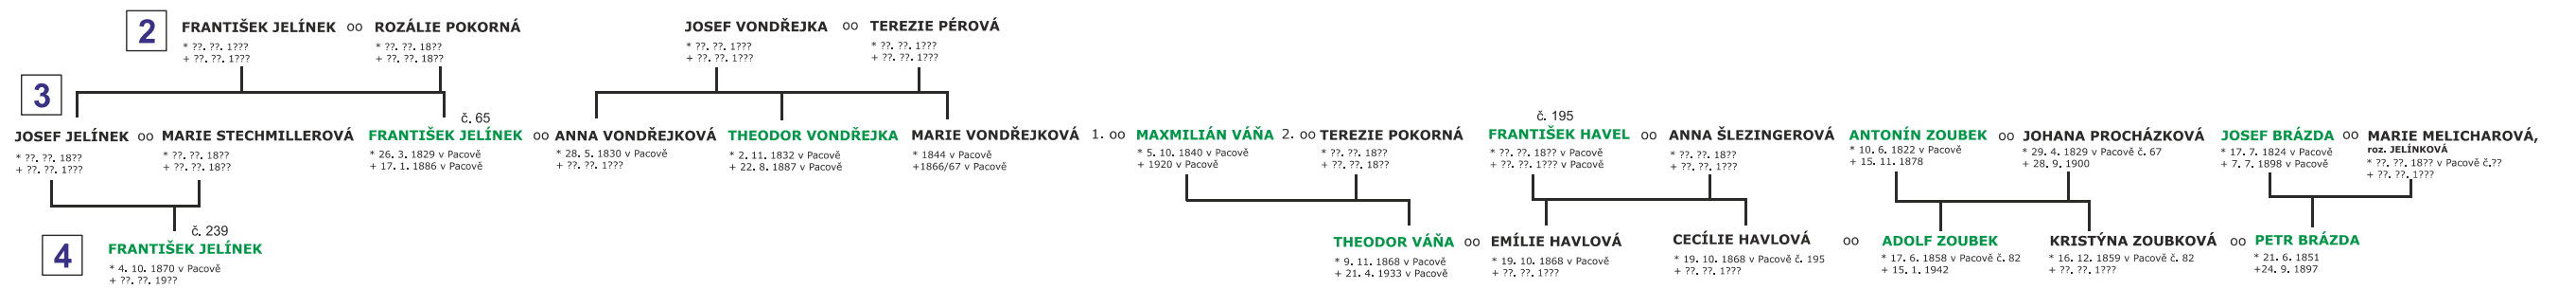 2 FRANTIŠEK JELÍNEK oo ROZÁLIE POKORNÁ JOSEF VONDŘEJKA oo TEREZIE PÉROVÁ
* ??. ??. 1??? * ??. ??. 18?? * ??. ??. 1??? * ??. ??. 1???
+ ??. ??. 1??? + ??. ??. 18?? + ??. ??. 1??? + ??. ??. 1???
3
č. 65 č. 195
JOSEF JELÍNEK oo MARIE STECHMILLEROVÁ FRANTIŠEK JELÍNEK oo ANNA VONDŘEJKOVÁ THEODOR VONDŘEJKA MARIE VONDŘEJKOVÁ 1. oo MAXMILIÁN VÁŇA 2. oo TEREZIE POKORNÁ FRANTIŠEK HAVEL oo ANNA ŠLEZINGEROVÁ ANTONÍN ZOUBEK oo JOHANA PROCHÁZKOVÁ JOSEF BRÁZDA oo MARIE MELICHAROVÁ,
roz. JELÍNKOVÁ
* ??. ??. 18?? * ??. ??. 18?? * 26. 3. 1829 v Pacově * 28. 5. 1830 v Pacově * 2. 11. 1832 v Pacově * 1844 v Pacově * 5. 10. 1840 v Pacově * ??. ??. 18?? * ??. ??. 18?? v Pacově * ??. ??. 18?? * 10. 6. 1822 v Pacově * 29. 4. 1829 v Pacově č. 67 * 17. 7. 1824 v Pacově * ??. ??. 18?? v Pacově č.??
+ ??. ??. 1??? + ??. ??. 18?? + 17. 1. 1886 v Pacově + ??. ??. 1??? + 22. 8. 1887 v Pacově +1866/67 v Pacově + 1920 v Pacově + ??. ??. 18?? + ??. ??. 1??? v Pacově + ??. ??. 1??? + 15. 11. 1878 + 28. 9. 1900 + 7. 7. 1898 v Pacově + ??. ??. 1???
č. 239
4 FRANTIŠEK JELÍNEK THEODOR VÁŇA oo EMÍLIE HAVLOVÁ CECÍLIE HAVLOVÁ oo ADOLF ZOUBEK KRISTÝNA ZOUBKOVÁ oo PETR BRÁZDA
* 4. 10. 1870 v Pacově * 9. 11. 1868 v Pacově * 19. 10. 1868 v Pacově * 19. 10. 1868 v Pacově č. 195 * 17. 6. 1858 v Pacově č. 82 * 16. 12. 1859 v Pacově č. 82 * 21. 6. 1851
+ ??. ??. 19?? + 21. 4. 1933 v Pacově + ??. ??. 1??? + ??. ??. 1??? + 15. 1. 1942 + ??. ??. 1??? +24. 9. 1897